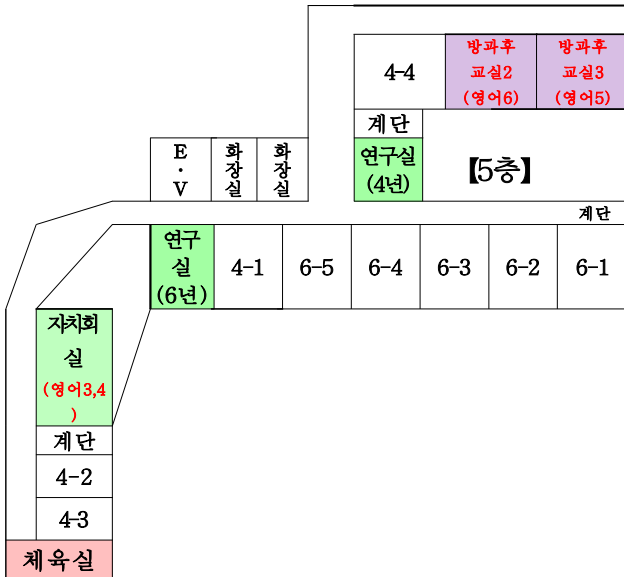 4-4
방과후
교실2
(영어6)
방과후
교실3
(영어5)
계단
연구실
(4년)
【5층】
E
·
V
화
장
실
화
장
실
계단
연구
실
(6년)
4-1
6-5
6-4
6-3
6-2
6-1
자치회
실
(영어3,4
)
계단
4-2
4-3
체육실